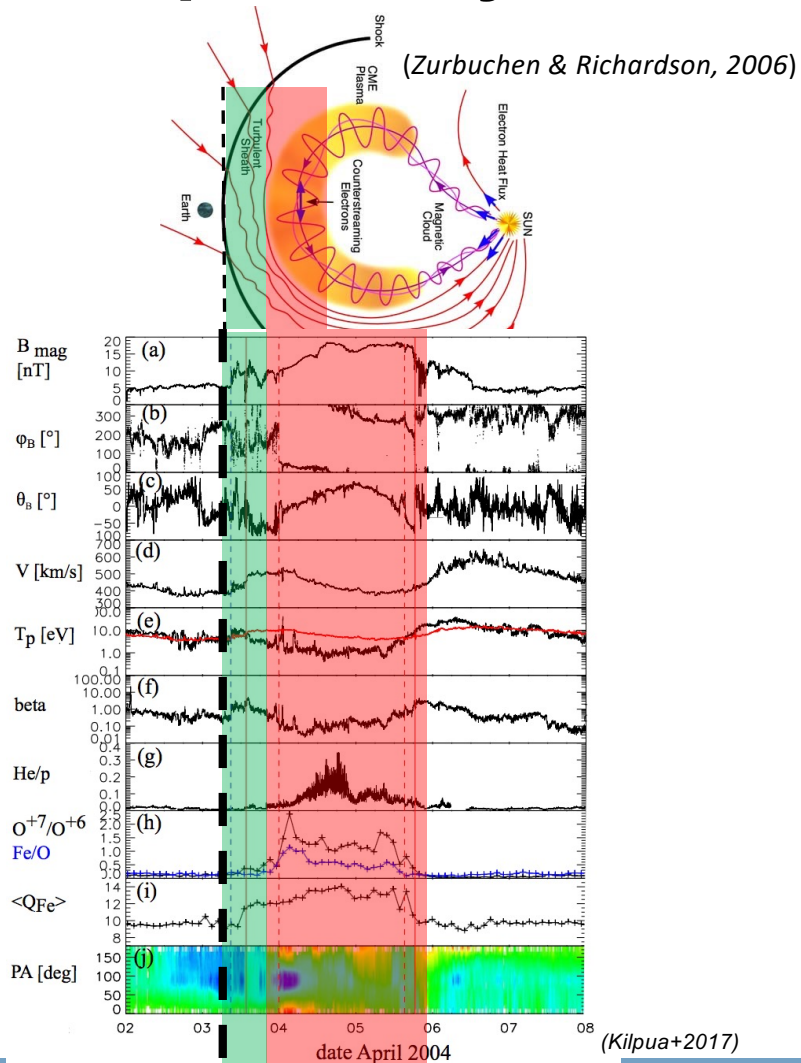 (Zurbuchen & Richardson, 2006)
Shock
CME
Plasma
Turbulent
Sheath
Electron Heat Flux
Counterstreaming
Electrons
Magnetic
Cloud
SUN
Earth
B mag
[nT]
20
15
10
5
0
(a)
φB [°]
300
200
100
0
(b)
θB [°]
100
50
0
−50
100
(c)
V [km/s]
700
600
500
400
300
(d)
Tp [eV]
10.0
1.0
0.1
(e)
beta
100.00
10.00
1.00
0.10
0.01
(f)
He/p
0.4
0.3
0.2
0.1
0.0
(g)
O+7/O+6
Fe/O
2.5
1.5
1.0
0.5
0.0
(h)
<QFe>
14
12
10
8
(i)
PA [deg]
150
100
50
0
(j)
02 03 04 05 06 07 08
date April 2004
(Kilpua+2017)